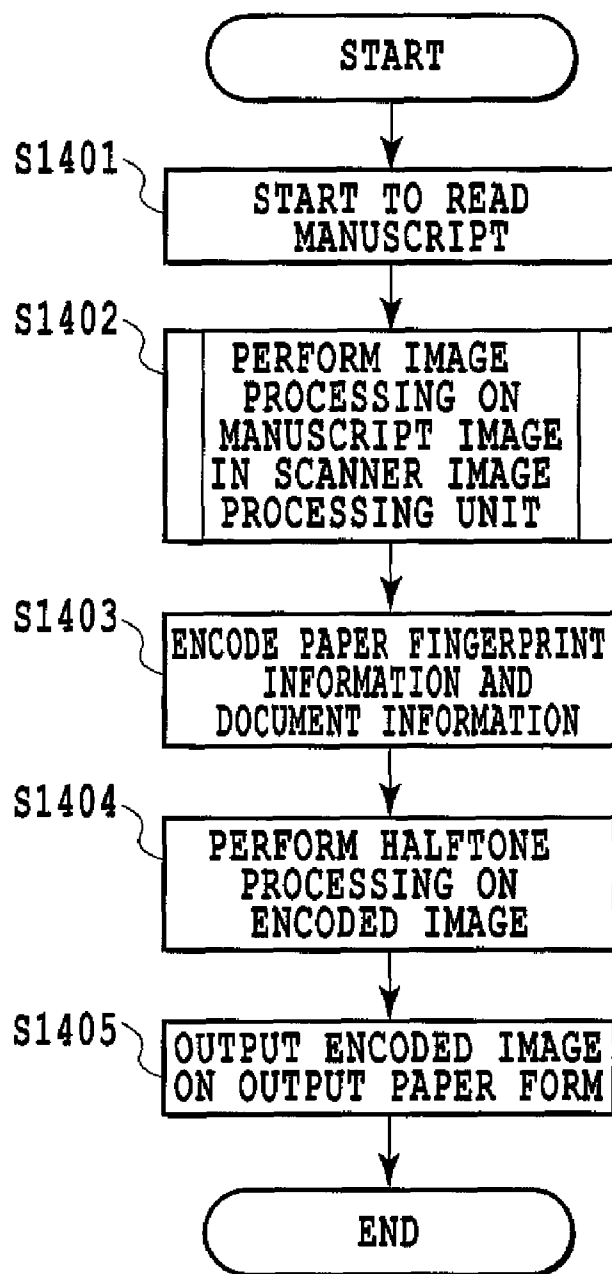 START
S1401
START TO READ
MANUSCRIPT
S1402
PERFORM IMAGE
PROCESSING ON
MANUSCRIPT IMAGE
IN SCANNER IMAGE
PROCESSING UNIT
S1403
ENCODE PAPER FINGERPRINT
INFORMATION AND
DOCUMENT INFORMATION
S1404
PERFORM HALFTONE
PROCESSING ON
ENCODED IMAGE
S1405
OUTPUT ENCODED IMAGE
ON OUTPUT PAPER FORM
END